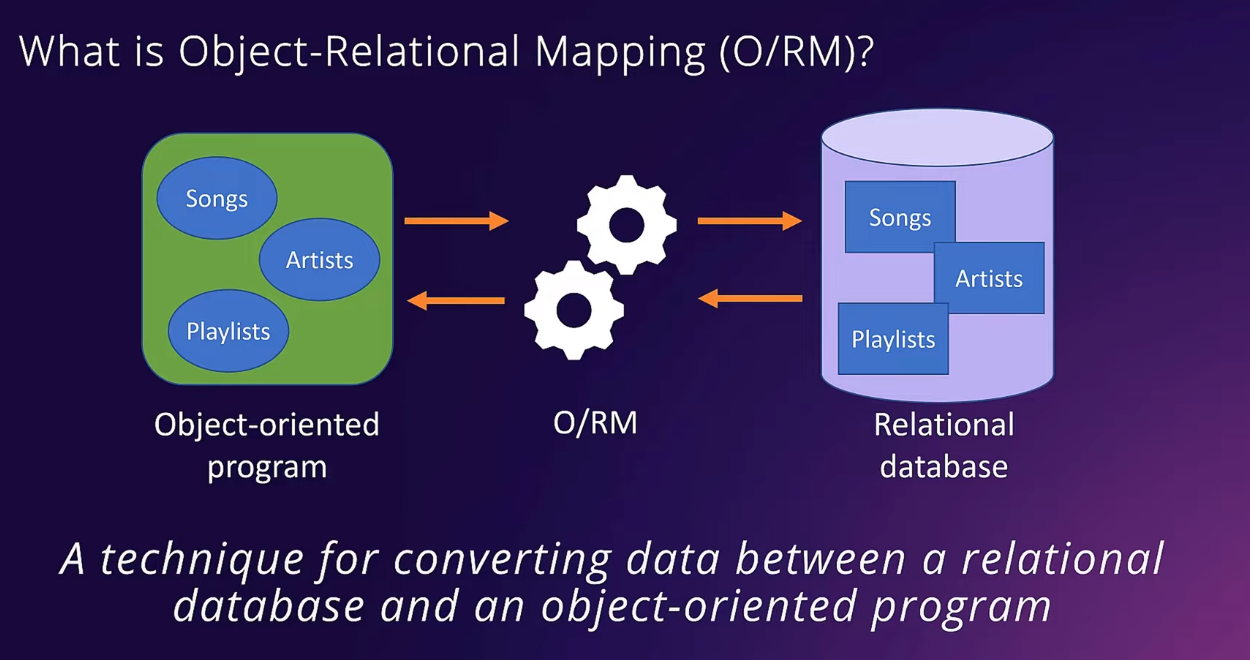 What is Object-Relational Mapping (O/RM)?
Songs
Artists
Playlists
Songs
Artists
Playlists
Object-oriented
program
O/RM
Relational
database
A technique for converting data between a relational
database and an object-oriented program